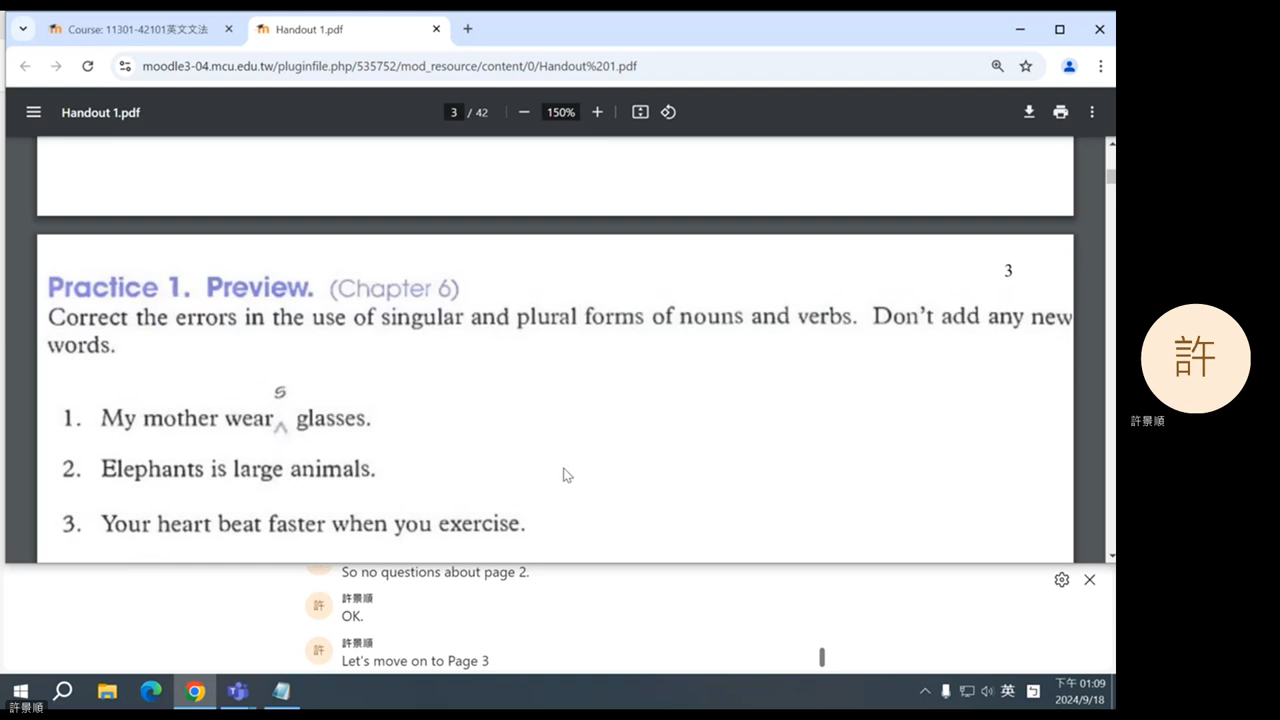 Course: 11301-42101英文文法
Handout 1.pdf
moodle3-04.mcu.edu.tw/pluginfile.php/535752/mod_resource/content/0/Handout%201.pdf
Handout 1.pdf
3 / 42
150%
3
Practice 1. Preview. (Chapter 6)
Correct the errors in the use of singular and plural forms of nouns and verbs. Don't add any new
words.
s
1. My mother wear^ glasses.
2. Elephants is large animals.
3. Your heart beat faster when you exercise.
So no questions about page 2.
許 許景順
OK.
許 許景順
Let's move on to Page 3
許
許景順
英
下午 01:09
2024/9/18
許景順